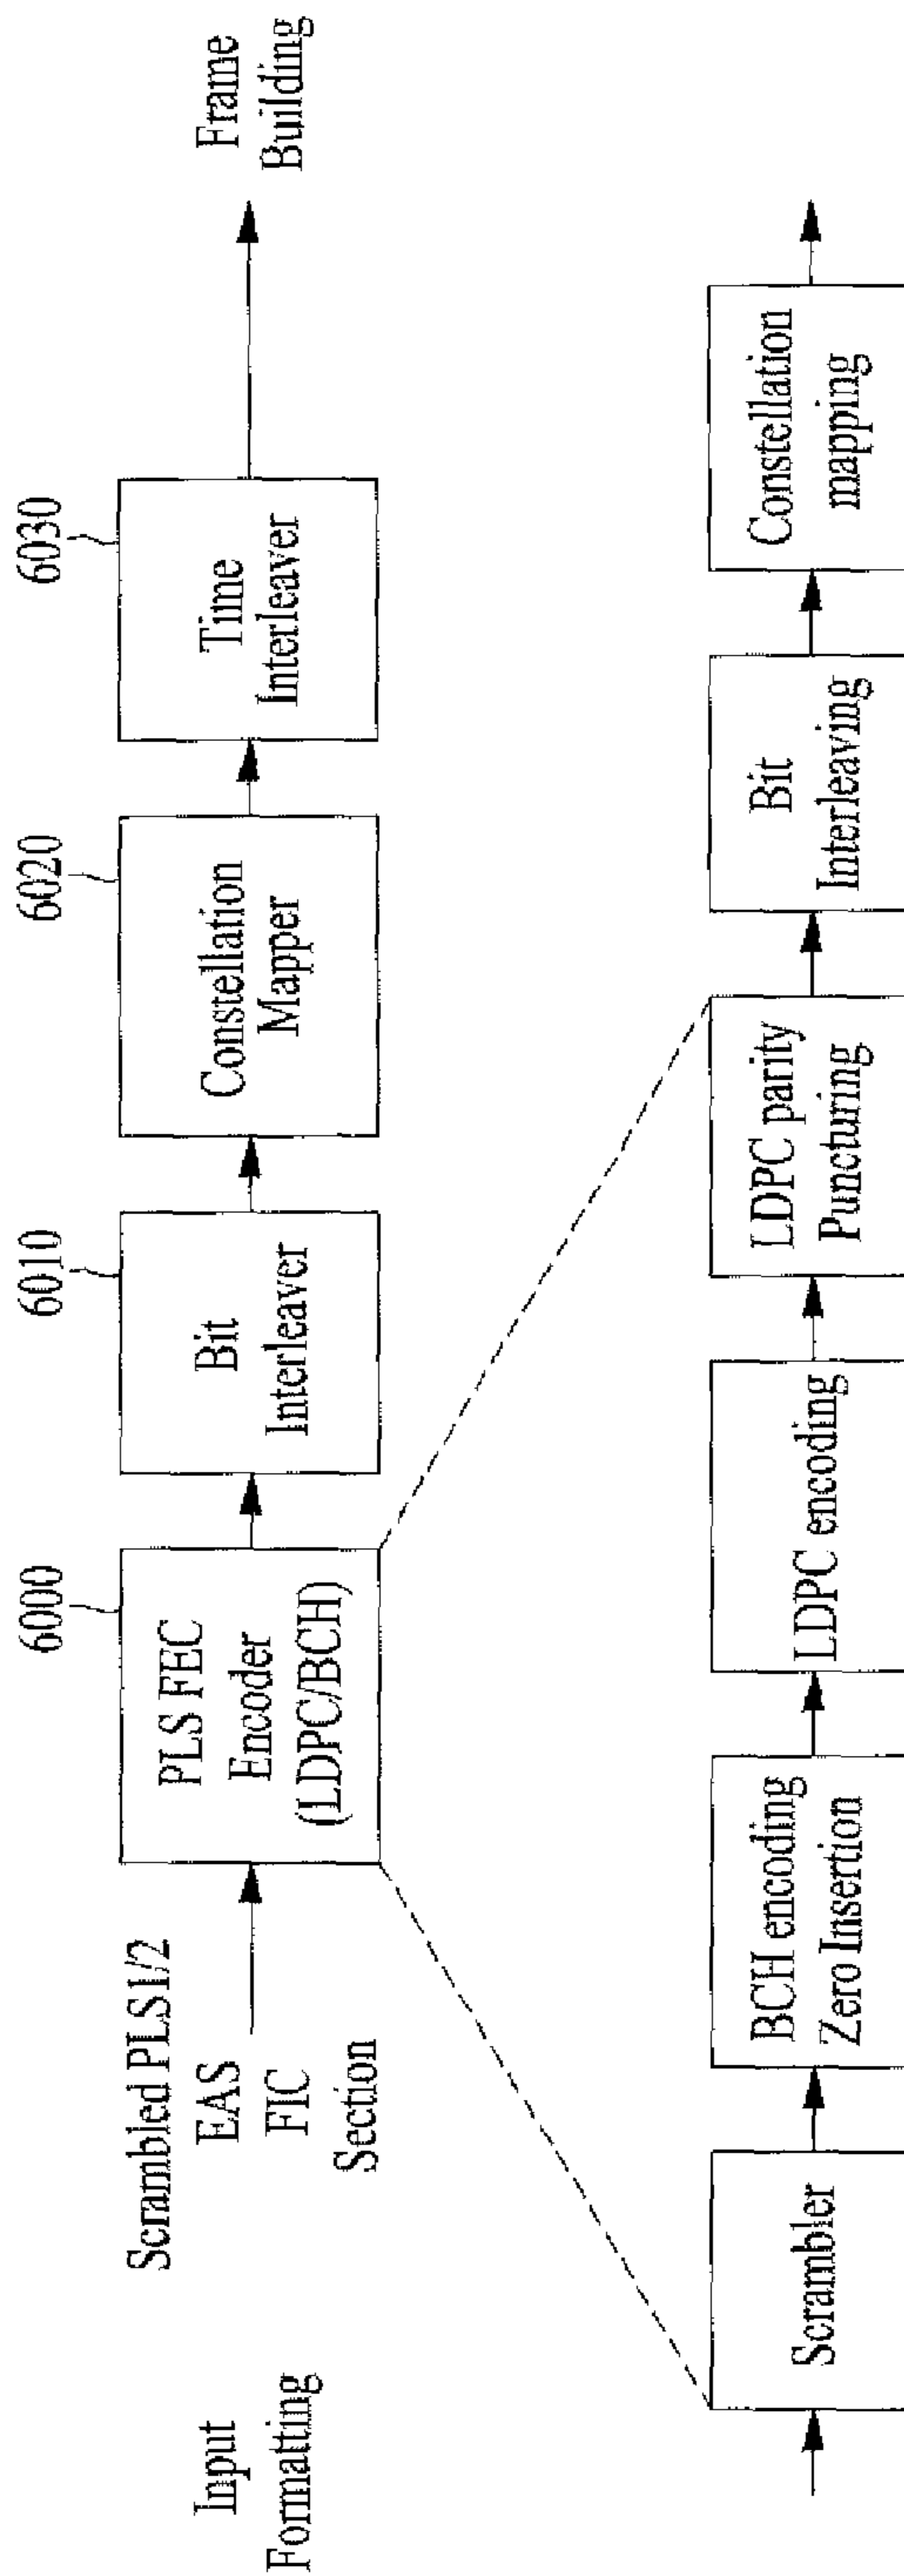 Input
Formatting
Scrambled PLS1/2
EAS
FIC
Section
6000
PLS FEC
Encoder
(LDPC/BCH)
6010
Bit
Interleaver
6020
Constellation
Mapper
6030
Time
Interleaver
Frame
Building
Scrambler
BCH encoding
Zero Insertion
LDPC encoding
LDPC parity
Puncturing
Bit
Interleaving
Constellation
mapping